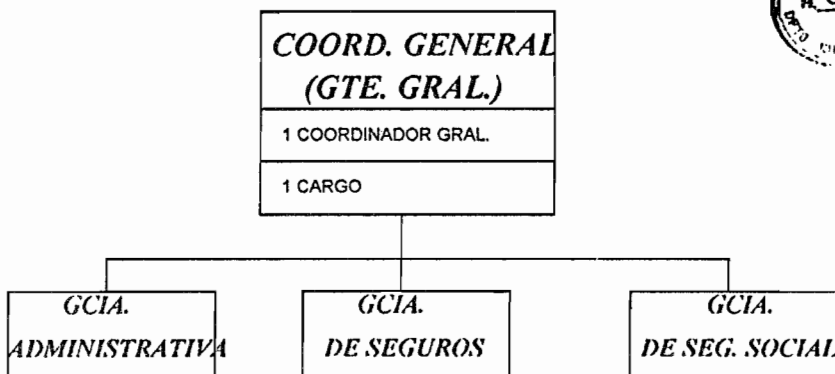 COORD. GENERAL
(GTE. GRAL.)
1 COORDINADOR GRAL.
1 CARGO
GCIA.
ADMINISTRATIVA
GCIA.
DE SEGUROS
GCIA.
DE SEG. SOCIAL